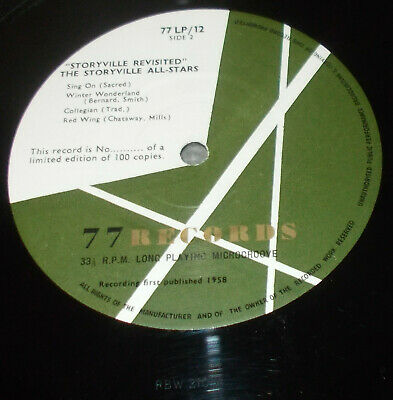 77 LP/12
SIDE 2
"STORYVILLE REVISITED"
THE STORYVILLE ALL-STARS
Sing On (Sacred)
Winter Wonderland
(Bernard, Smith)
Collegian (Trad,)
Red Wing (Chataway, Mills)
This record is No.......... of a
limited edition of 100 copies.
77 RECORDS
33⅓ R.P.M. LONG PLAYING MICROGROOVE
Recording first published 1958
ALL RIGHTS OF THE MANUFACTURER AND OF THE OWNER OF THE RECORDED WORK RESERVED
UNAUTHORISED PUBLIC PERFORMANCE, BROADCASTING
RBW